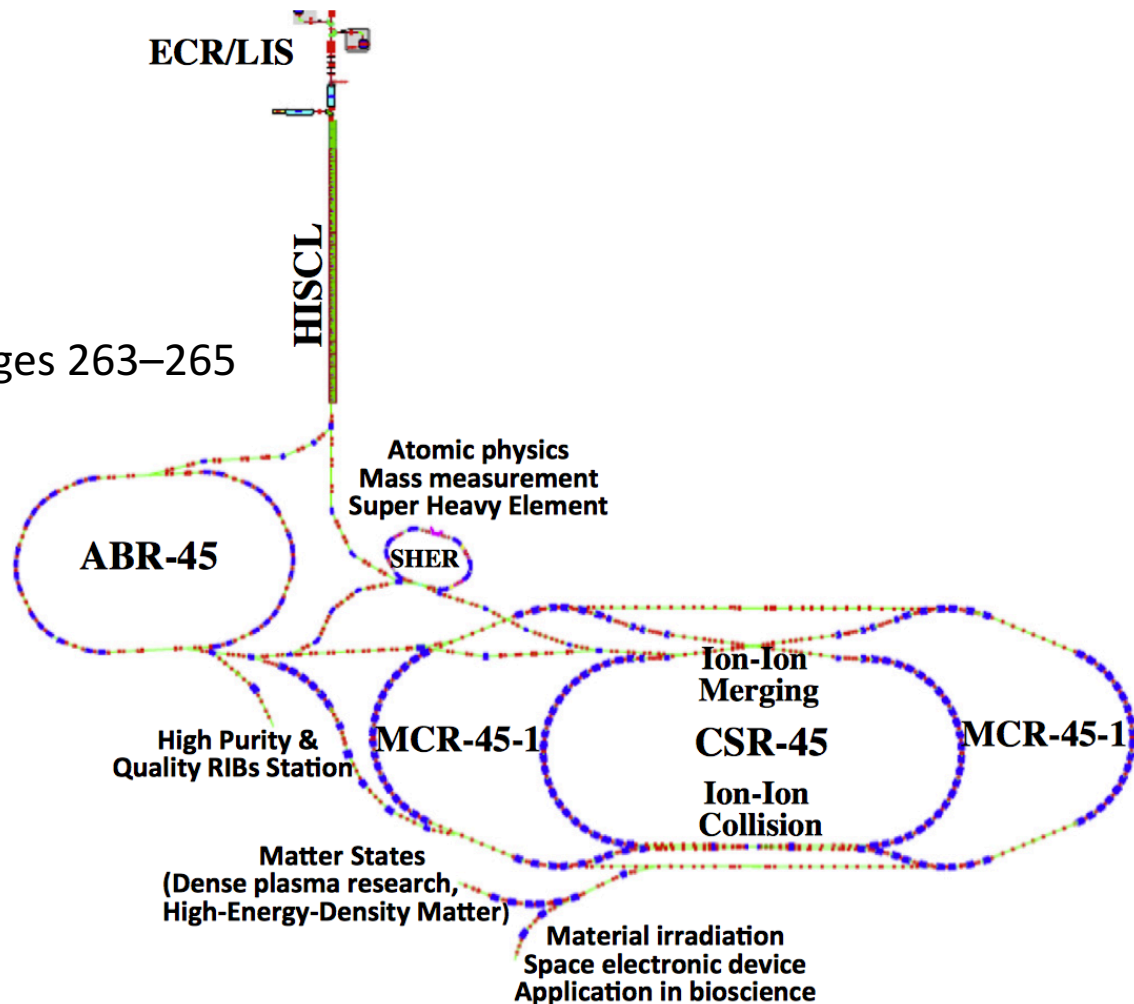 ECR/LIS
HISCL
ges 263–265
Atomic physics
Mass measurement
Super Heavy Element
ABR-45
SHER
Ion-Ion
Merging
MCR-45-1
CSR-45
MCR-45-1
High Purity &
Quality RIBs Station
Ion-Ion
Collision
Matter States
(Dense plasma research,
High-Energy-Density Matter)
Material irradiation
Space electronic device
Application in bioscience